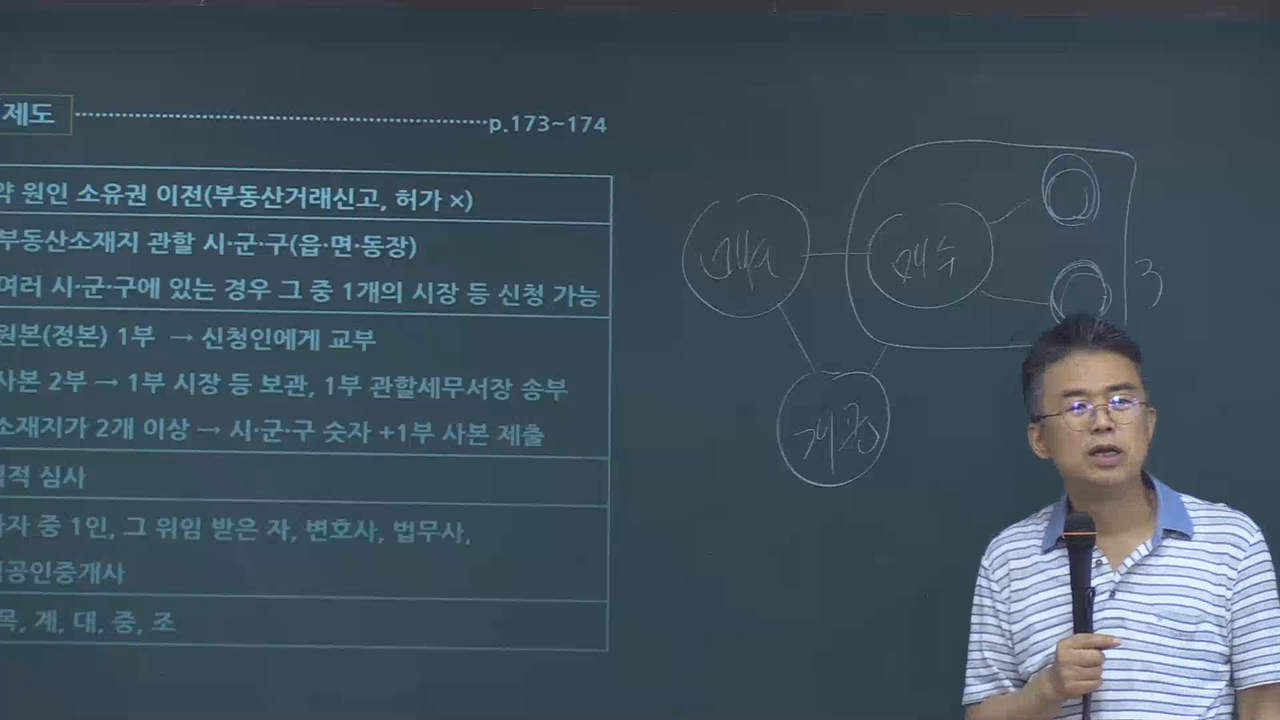 제도
p.173~174
약 원인 소유권 이전(부동산거래신고, 허가 ×)
부동산소재지 관할 시·군·구(읍·면·동장)
여러 시·군·구에 있는 경우 그 중 1개의 시장 등 신청 가능
원본(정본) 1부 → 신청인에게 교부
사본 2부 → 1부 시장 등 보관, 1부 관할세무서장 송부
소재지가 2개 이상 → 시·군·구 숫자 +1부 사본 제출
적 심사
자 중 1인, 그 위임 받은 자, 변호사, 법무사,
공인중개사
목, 계, 대, 중, 조
매수
3
개공